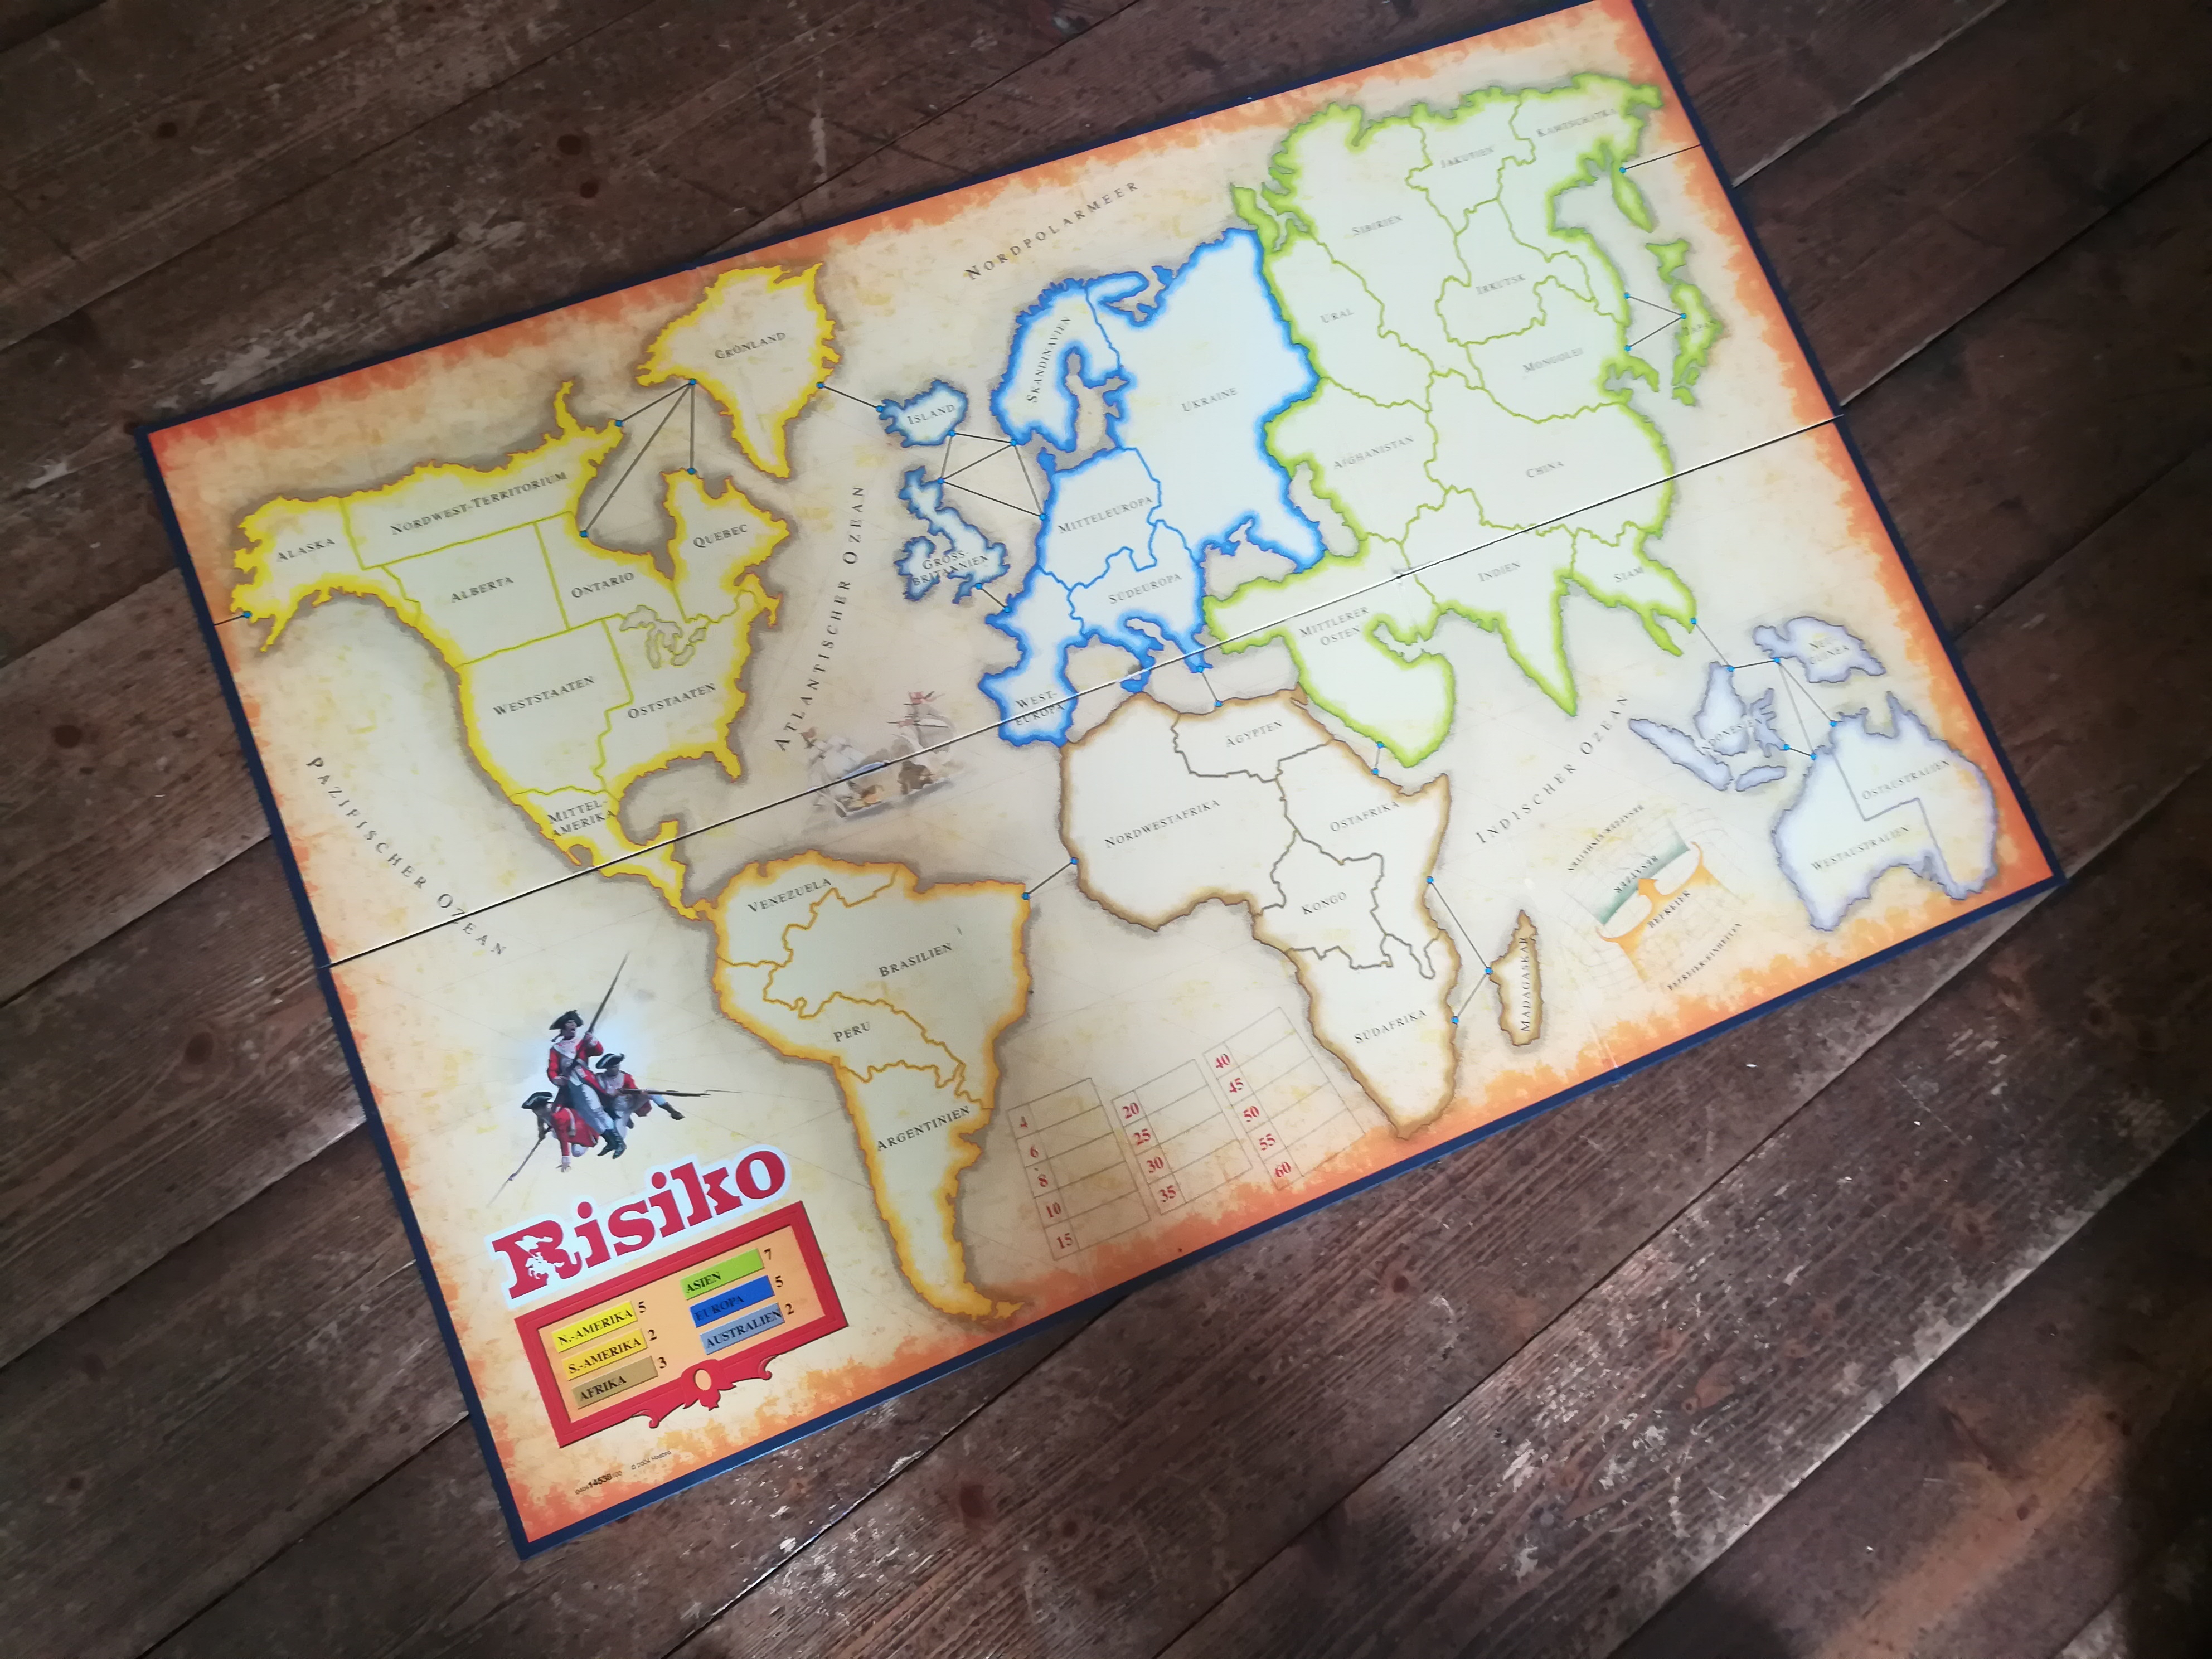 NORDPOLARMEER
GRÖNLAND
ISLAND
SKANDINAVIEN
UKRAINE
SIBIRIEN
JAKUTIEN
KAMTSCHATKA
URAL
IRKUTSK
MONGOLEI
JAPAN
AFGHANISTAN
CHINA
ALASKA
NORDWEST-TERRITORIUM
ALBERTA
ONTARIO
QUEBEC
WESTSTAATEN
OSTSTAATEN
MITTEL-
AMERIKA
ATLANTISCHER OZEAN
PAZIFISCHER OZEAN
GROSS-
BRITANNIEN
MITTELEUROPA
SÜDEUROPA
WEST-
EUROPA
MITTLERER
OSTEN
INDIEN
SIAM
NEU-
GUINEA
INDONESIEN
OSTAUSTRALIEN
WESTAUSTRALIEN
INDISCHER OZEAN
ÄGYPTEN
NORDWESTAFRIKA
OSTAFRIKA
KONGO
SÜDAFRIKA
MADAGASKAR
VENEZUELA
BRASILIEN
PERU
ARGENTINIEN
BEFREIER
BEFREIER-EINHEITEN
4
6
8
10
15
20
25
30
35
40
45
50
55
60
Risiko
N.-AMERIKA 5
S.-AMERIKA 2
AFRIKA 3
ASIEN 7
EUROPA 5
AUSTRALIEN 2
© 2004 Hasbro